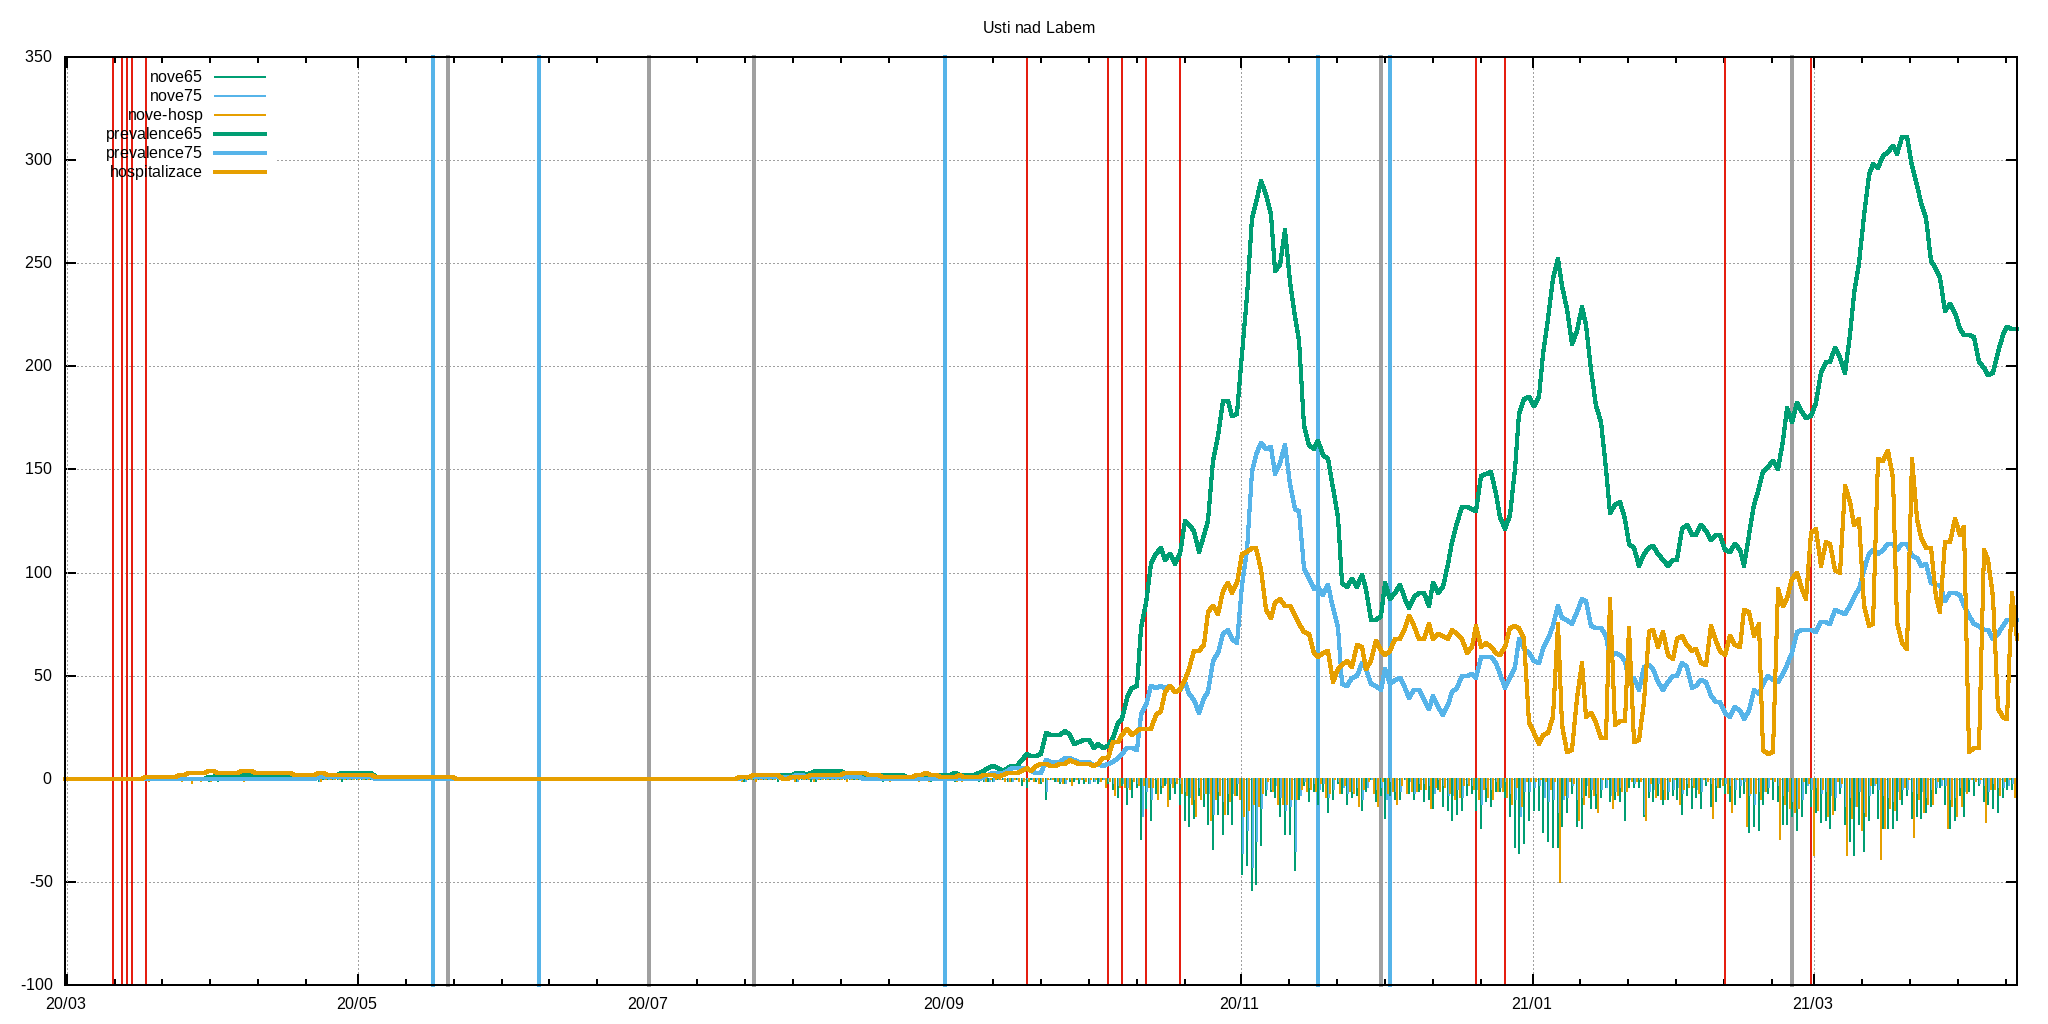 Usti nad Labem
350
300
250
200
150
100
50
0
-50
-100
nove65
nove75
nove-hosp
prevalence65
prevalence75
hospitalizace
20/03 20/05 20/07 20/09 20/11 21/01 21/03